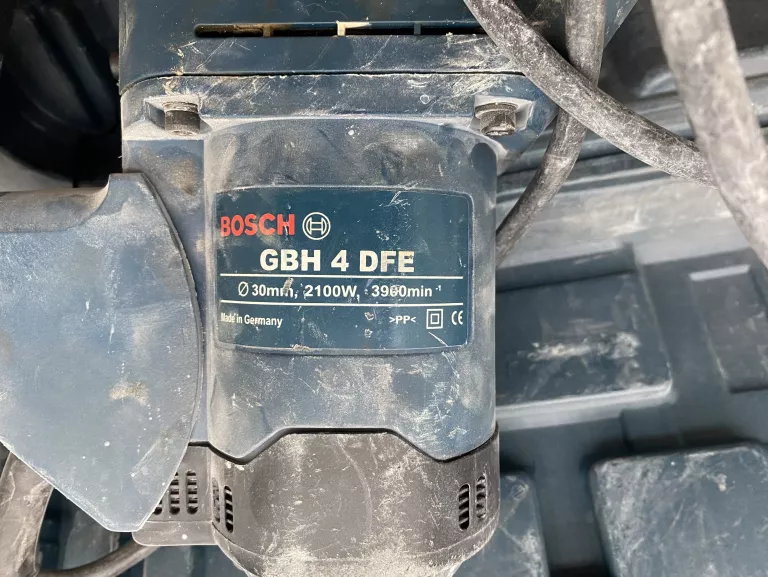 BOSCH
GBH 4 DFE
Ø 30mm, 2100W, 3900min⁻¹
Made in Germany >PP< CE